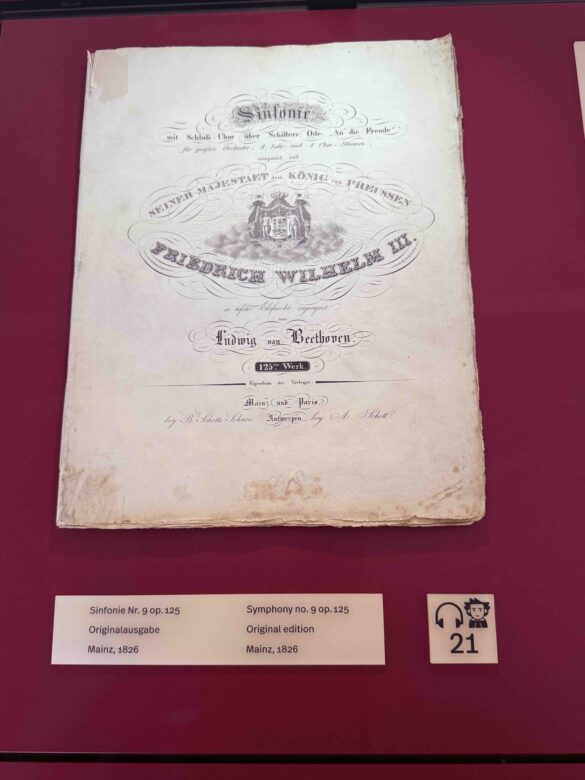 Sinfonie
mit Schluß-Chor über Schillers Ode: „An die Freude“
für großes Orchester, 4 Solo- und 4 Chor-Stimmen,
componirt und
SEINER MAJESTAET dem KÖNIG von PREUSSEN
FRIEDRICH WILHELM III.
in tiefster Ehrfurcht zugeeignet
von
Ludwig van Beethoven.
125tes Werk.
Eigenthum der Verleger.
Mainz und Paris,
bey B. Schotts Söhnen. Antwerpen, bey A. Schott.
Sinfonie Nr. 9 op. 125
Originalausgabe
Mainz, 1826
Symphony no. 9 op. 125
Original edition
Mainz, 1826
21